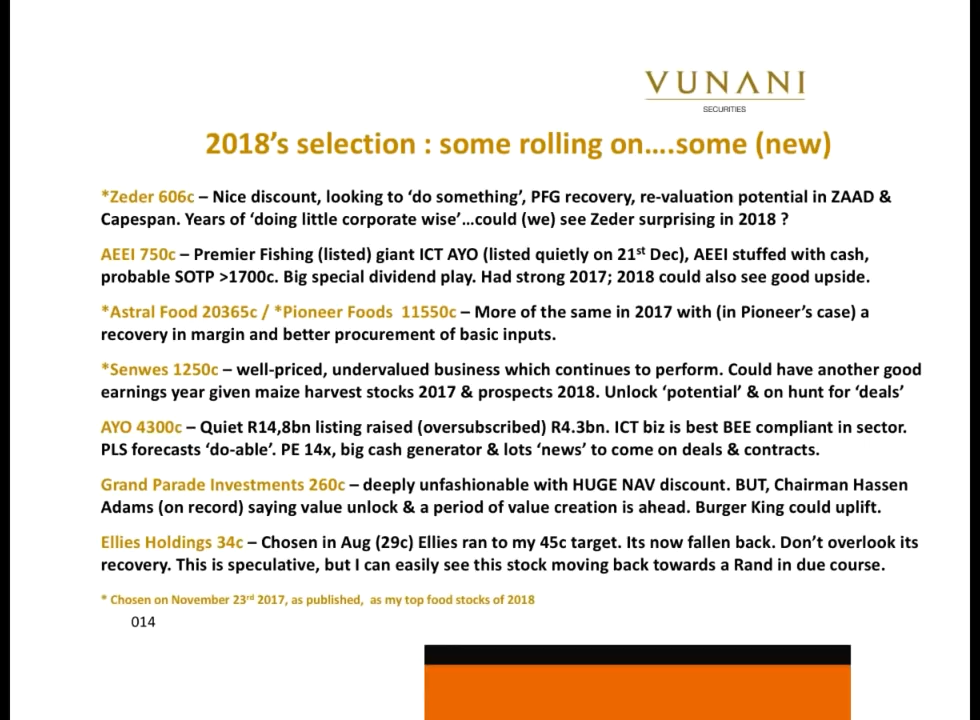 VUNANI
SECURITIES
2018's selection : some rolling on....some (new)
*Zeder 606c – Nice discount, looking to 'do something', PFG recovery, re-valuation potential in ZAAD &
Capespan. Years of 'doing little corporate wise'...could (we) see Zeder surprising in 2018 ?
AEEI 750c – Premier Fishing (listed) giant ICT AYO (listed quietly on 21st Dec), AEEI stuffed with cash,
probable SOTP >1700c. Big special dividend play. Had strong 2017; 2018 could also see good upside.
*Astral Food 20365c / *Pioneer Foods  11550c – More of the same in 2017 with (in Pioneer's case) a
recovery in margin and better procurement of basic inputs.
*Senwes 1250c – well-priced, undervalued business which continues to perform. Could have another good
earnings year given maize harvest stocks 2017 & prospects 2018. Unlock 'potential' & on hunt for 'deals'
AYO 4300c – Quiet R14,8bn listing raised (oversubscribed) R4.3bn. ICT biz is best BEE compliant in sector.
PLS forecasts 'do-able'. PE 14x, big cash generator & lots 'news' to come on deals & contracts.
Grand Parade Investments 260c – deeply unfashionable with HUGE NAV discount. BUT, Chairman Hassen
Adams (on record) saying value unlock & a period of value creation is ahead. Burger King could uplift.
Ellies Holdings 34c – Chosen in Aug (29c) Ellies ran to my 45c target. Its now fallen back. Don't overlook its
recovery. This is speculative, but I can easily see this stock moving back towards a Rand in due course.
* Chosen on November 23rd 2017, as published,  as my top food stocks of 2018
014